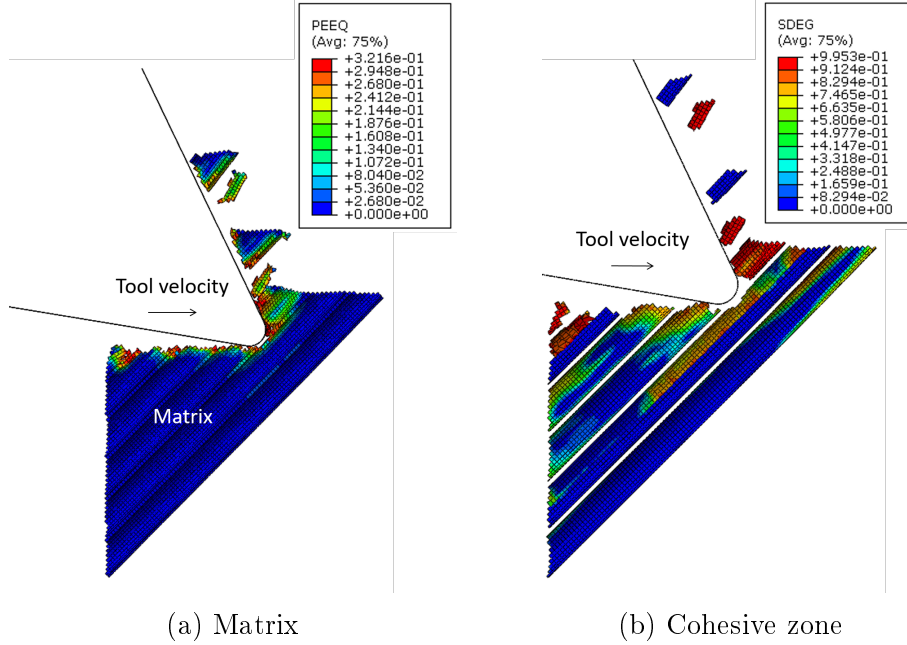 PEEQ
(Avg: 75%)
+3.216e-01
+2.948e-01
+2.680e-01
+2.412e-01
+2.144e-01
+1.876e-01
+1.608e-01
+1.340e-01
+1.072e-01
+8.040e-02
+5.360e-02
+2.680e-02
+0.000e+00
Tool velocity
Matrix
(a) Matrix
SDEG
(Avg: 75%)
+9.953e-01
+9.124e-01
+8.294e-01
+7.465e-01
+6.635e-01
+5.806e-01
+4.977e-01
+4.147e-01
+3.318e-01
+2.488e-01
+1.659e-01
+8.294e-02
+0.000e+00
Tool velocity
(b) Cohesive zone